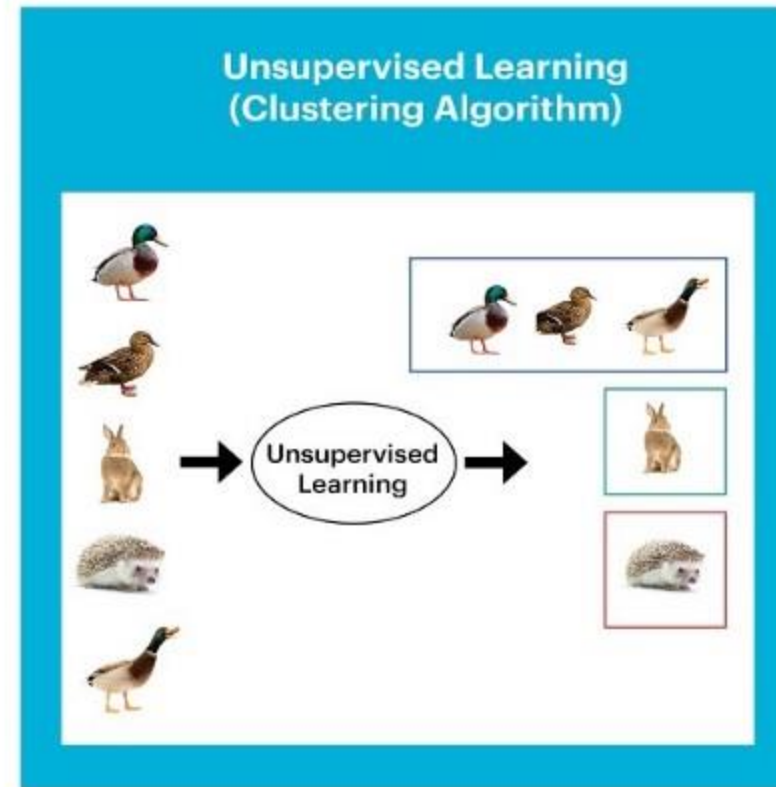 Unsupervised Learning
(Clustering Algorithm)
Unsupervised
Learning